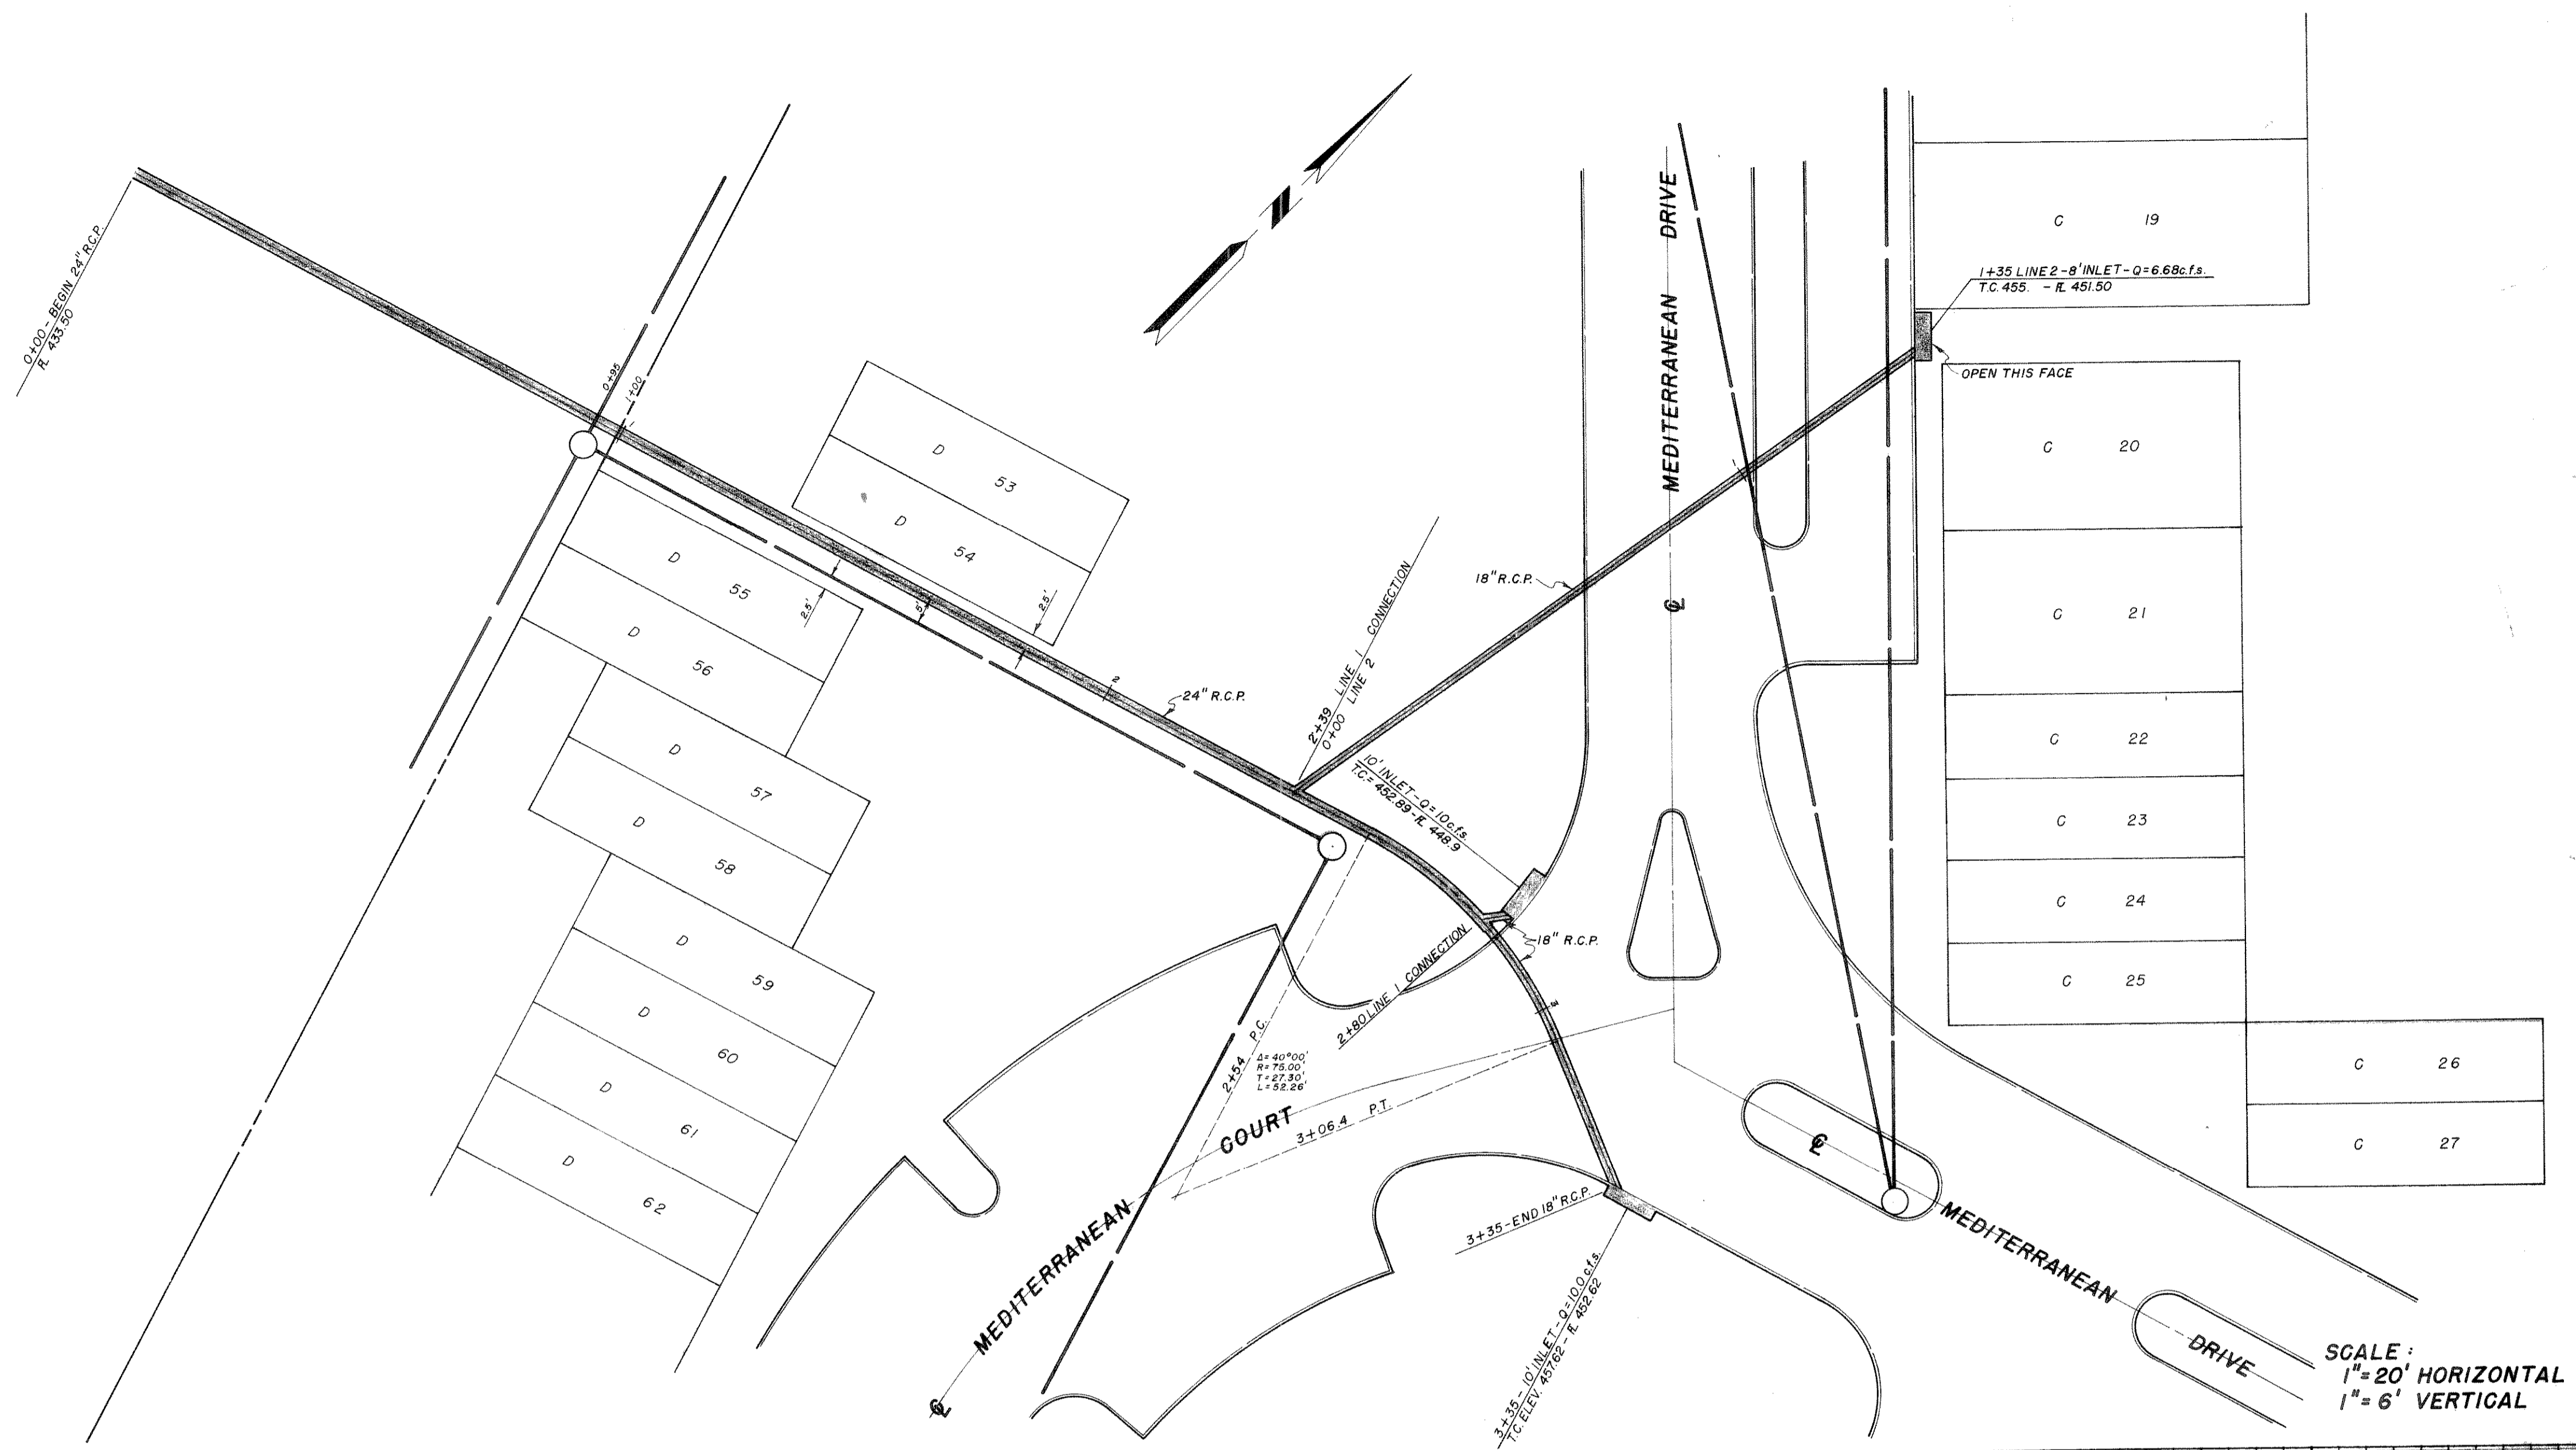 0+00 - BEGIN 24" R.C.P.
FL 433.50
0+95
1+00
1
D 53
D 54
D 55
D 56
D 57
D 58
D 59
D 60
D 61
D 62
2.5'
5'
2.5'
2
24" R.C.P.
N
2+39 LINE 1 CONNECTION
0+00 LINE 2
18" R.C.P.
10' INLET - Q=10 c.f.s.
T.C.= 452.89 - FL 448.9
2+80 LINE 1 CONNECTION
18" R.C.P.
3
2+54 P.C.
Δ= 40°00'
R= 75.00'
T= 27.30'
L= 52.26'
3+06.4 P.T.
MEDITERRANEAN COURT
℄
3+35 - END 18" R.C.P.
3+35 - 10' INLET - Q=10.0 c.f.s.
T.C. ELEV. 457.62 - FL 452.62
MEDITERRANEAN DRIVE
℄
1
C 19
1+35 LINE 2 - 8' INLET - Q=6.68 c.f.s.
T.C. 455. - FL 451.50
OPEN THIS FACE
C 20
C 21
C 22
C 23
C 24
C 25
C 26
C 27
℄
MEDITERRANEAN DRIVE
SCALE :
1"= 20' HORIZONTAL
1"= 6' VERTICAL